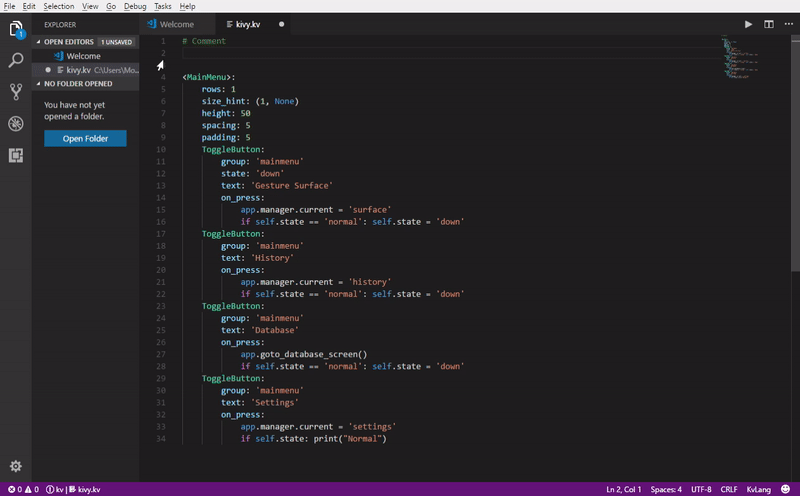 File Edit Selection View Go Debug Tasks Help
EXPLORER
OPEN EDITORS 1 UNSAVED
Welcome
kivy.kv C:\Users\Mo...
NO FOLDER OPENED
You have not yet
opened a folder.
Open Folder
1
Welcome
kivy.kv
1 # Comment
2
4 <MainMenu>:
5 rows: 1
6 size_hint: (1, None)
7 height: 50
8 spacing: 5
9 padding: 5
10 ToggleButton:
11 group: 'mainmenu'
12 state: 'down'
13 text: 'Gesture Surface'
14 on_press:
15 app.manager.current = 'surface'
16 if self.state == 'normal': self.state = 'down'
17 ToggleButton:
18 group: 'mainmenu'
19 text: 'History'
20 on_press:
21 app.manager.current = 'history'
22 if self.state == 'normal': self.state = 'down'
23 ToggleButton:
24 group: 'mainmenu'
25 text: 'Database'
26 on_press:
27 app.goto_database_screen()
28 if self.state == 'normal': self.state = 'down'
29 ToggleButton:
30 group: 'mainmenu'
31 text: 'Settings'
32 on_press:
33 app.manager.current = 'settings'
34 if self.state: print("Normal")
0 0 kv | kivy.kv Ln 2, Col 1 Spaces: 4 UTF-8 CRLF KvLang